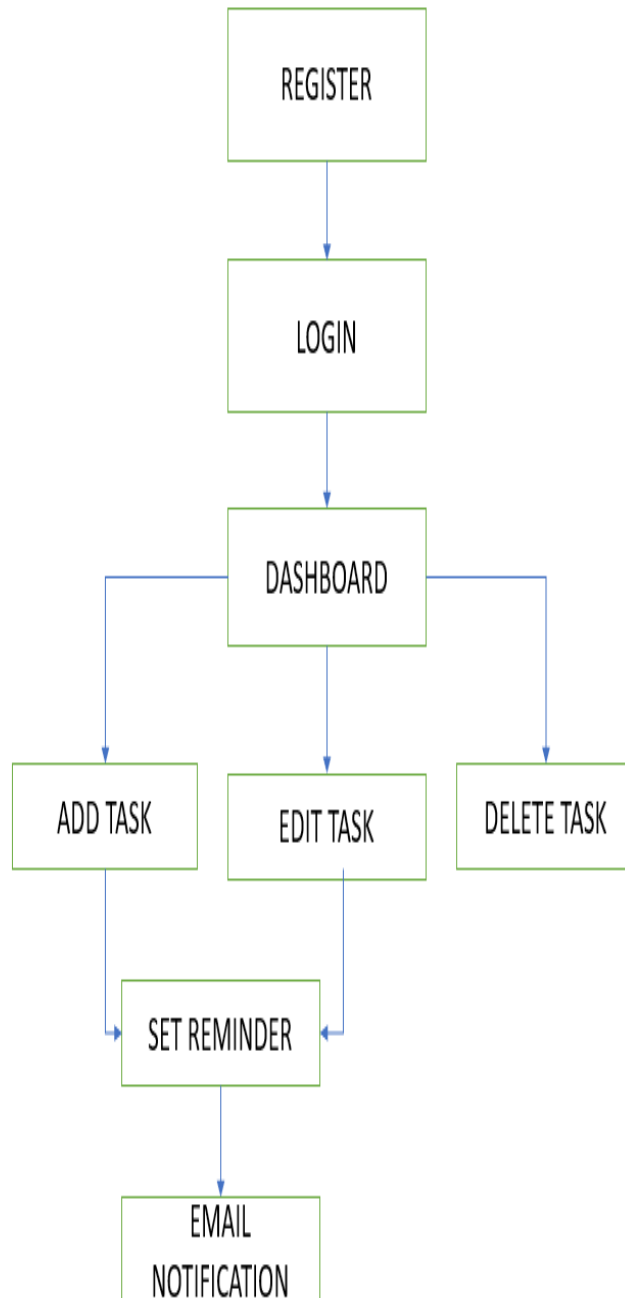 REGISTER
LOGIN
DASHBOARD
ADD TASK
EDIT TASK
DELETE TASK
SET REMINDER
EMAIL
NOTIFICATION